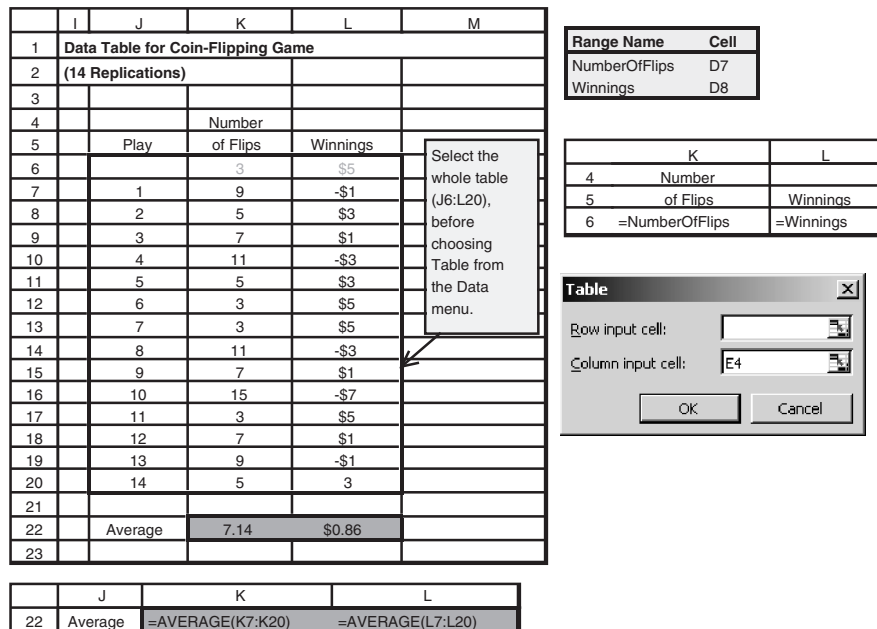 I J K L M
1 Data Table for Coin-Flipping Game
2 (14 Replications)
3
4 Number
5 Play of Flips Winnings
6 3 $5
7 1 9 -$1
8 2 5 $3
9 3 7 $1
10 4 11 -$3
11 5 5 $3
12 6 3 $5
13 7 3 $5
14 8 11 -$3
15 9 7 $1
16 10 15 -$7
17 11 3 $5
18 12 7 $1
19 13 9 -$1
20 14 5 3
21
22 Average 7.14 $0.86
23
Select the
whole table
(J6:L20),
before
choosing
Table from
the Data
menu.
Range Name Cell
NumberOfFlips D7
Winnings D8
K L
4 Number
5 of Flips Winnings
6 =NumberOfFlips =Winnings
Table
Row input cell:
Column input cell: E4
OK Cancel
J K L
22 Average =AVERAGE(K7:K20) =AVERAGE(L7:L20)